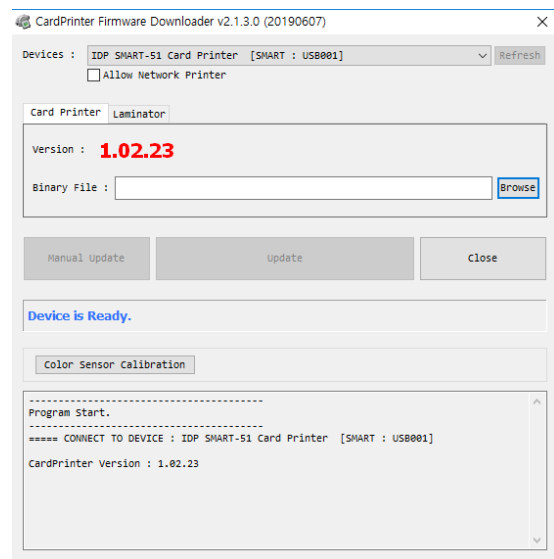 CardPrinter Firmware Downloader v2.1.3.0 (20190607)
Devices : IDP SMART-51 Card Printer [SMART : USB001] Refresh
Allow Network Printer
Card Printer Laminator
Version : 1.02.23
Binary File : Browse
Manual Update Update Close
Device is Ready.
Color Sensor Calibration
---------------------------------------
Program Start.
---------------------------------------
===== CONNECT TO DEVICE : IDP SMART-51 Card Printer [SMART : USB001]
CardPrinter Version : 1.02.23